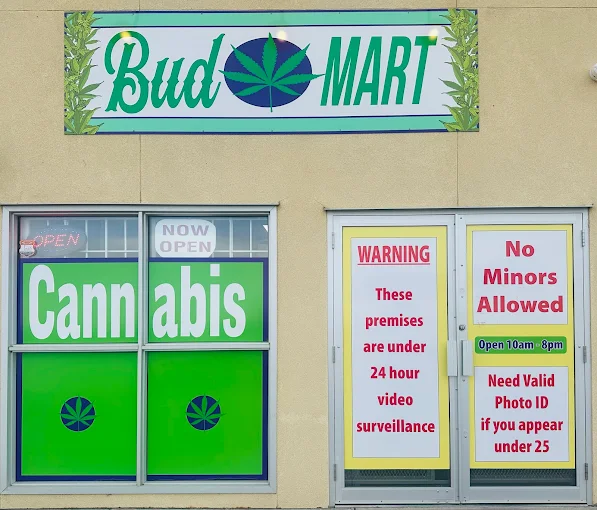 Bud MART
OPEN
NOW
OPEN
Cannabis
WARNING
These
premises
are under
24 hour
video
surveillance
No
Minors
Allowed
Open 10am - 8pm
Need Valid
Photo ID
if you appear
under 25